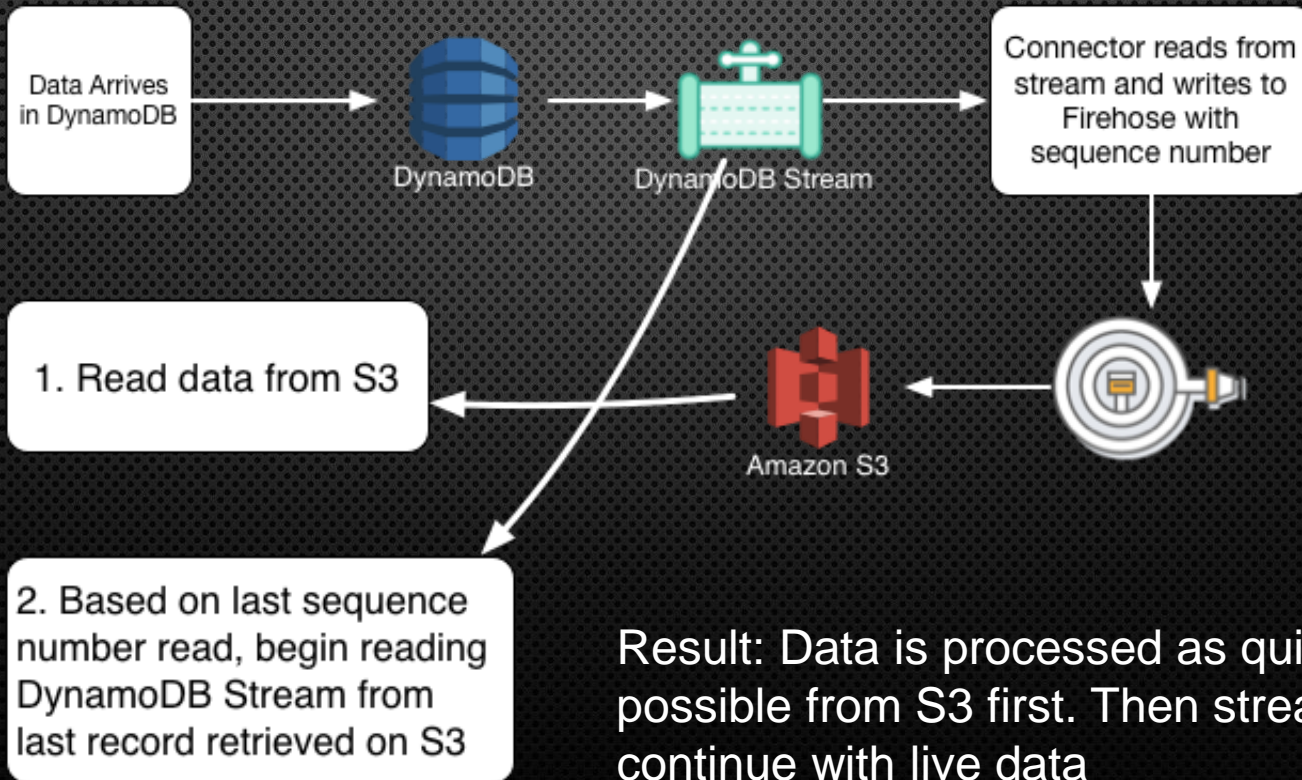 Data Arrives
in DynamoDB
DynamoDB
DynamoDB Stream
Connector reads from
stream and writes to
Firehose with
sequence number
1. Read data from S3
Amazon S3
2. Based on last sequence
number read, begin reading
DynamoDB Stream from
last record retrieved on S3
Result: Data is processed as
possible from S3 first. Then
continue with live data